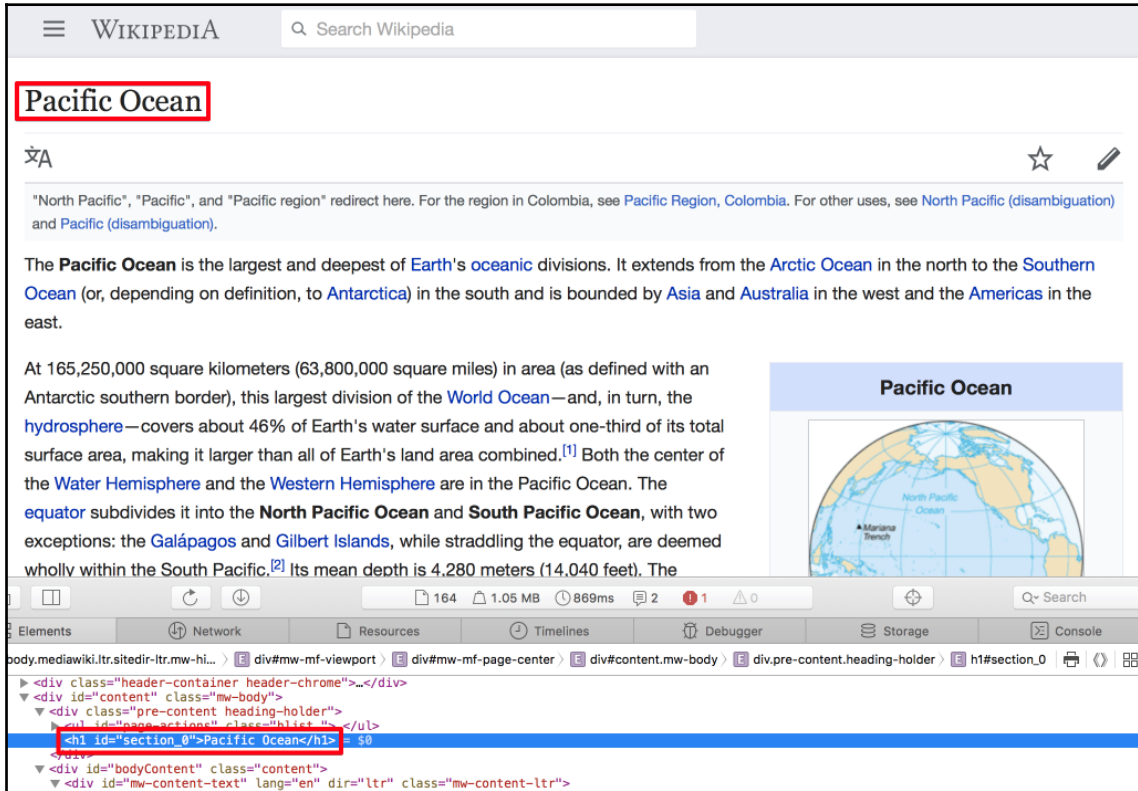 WIKIPEDIA Search Wikipedia
Pacific Ocean
文A
"North Pacific", "Pacific", and "Pacific region" redirect here. For the region in Colombia, see Pacific Region, Colombia. For other uses, see North Pacific (disambiguation)
and Pacific (disambiguation).
The Pacific Ocean is the largest and deepest of Earth's oceanic divisions. It extends from the Arctic Ocean in the north to the Southern
Ocean (or, depending on definition, to Antarctica) in the south and is bounded by Asia and Australia in the west and the Americas in the
east.
At 165,250,000 square kilometers (63,800,000 square miles) in area (as defined with an
Antarctic southern border), this largest division of the World Ocean—and, in turn, the
hydrosphere—covers about 46% of Earth's water surface and about one-third of its total
surface area, making it larger than all of Earth's land area combined.[1] Both the center of
the Water Hemisphere and the Western Hemisphere are in the Pacific Ocean. The
equator subdivides it into the North Pacific Ocean and South Pacific Ocean, with two
exceptions: the Galápagos and Gilbert Islands, while straddling the equator, are deemed
wholly within the South Pacific.[2] Its mean depth is 4,280 meters (14,040 feet). The
Pacific Ocean
North Pacific
Ocean
Mariana
Trench
164 1.05 MB 869ms 2 1 0 Search
Elements Network Resources Timelines Debugger Storage Console
body.mediawiki.ltr.sitedir-ltr.mw-hi... E div#mw-mf-viewport E div#mw-mf-page-center E div#content.mw-body E div.pre-content.heading-holder E h1#section_0
<div class="header-container header-chrome">…</div>
<div id="content" class="mw-body">
<div class="pre-content heading-holder">
<ul id="page-actions" class="hlist "> </ul>
<h1 id="section_0">Pacific Ocean</h1> = $0
</div>
<div id="bodyContent" class="content">
<div id="mw-content-text" lang="en" dir="ltr" class="mw-content-ltr">